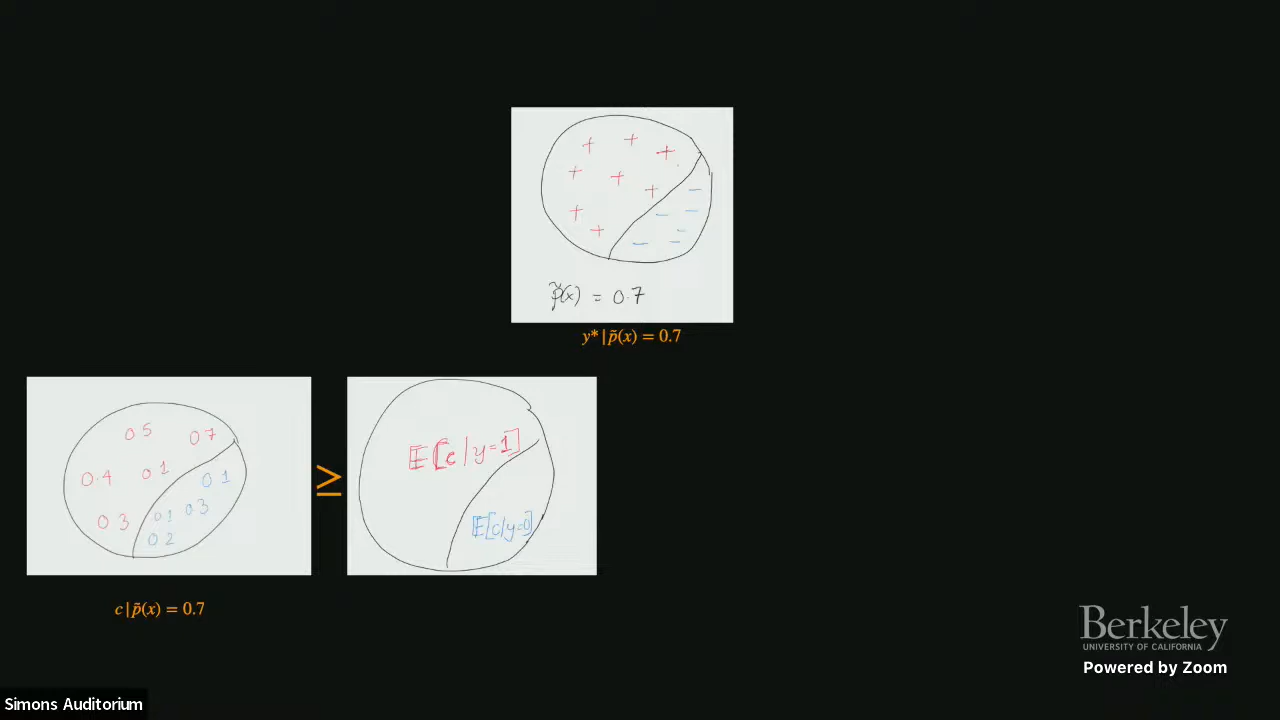 + + +
+ + +
+ +
− − −
− − −
p̃(x) = 0.7
y* | p̃(x) = 0.7
0.5 0.7
0.4 0.1
0.3
0.1
0.1 0.3
0.2
≥
𝔼[c|y=1]
𝔼[c|y=0]
c | p̃(x) = 0.7
Berkeley
UNIVERSITY OF CALIFORNIA
Powered by Zoom
Simons Auditorium